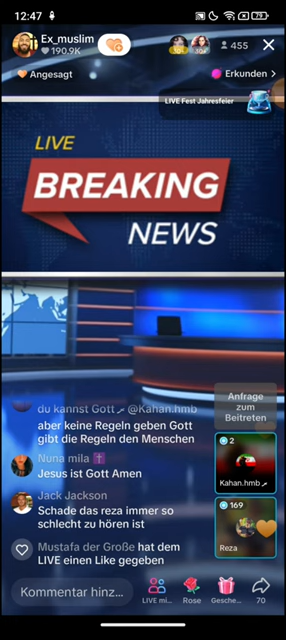 12:47
79
Ex_muslim
190.9K
455
Angesagt
Erkunden >
LIVE Fest Jahresfeier
LIVE
BREAKING
NEWS
du kannst Gott @Kahan.hmb
aber keine Regeln geben Gott
gibt die Regeln den Menschen
Nuna mila
Jesus ist Gott Amen
Jack Jackson
Schade das reza immer so
schlecht zu hören ist
Mustafa der Große hat dem
LIVE einen Like gegeben
Anfrage
zum
Beitreten
2
Kahan.hmb
169
Reza
Kommentar hinz...
LIVE mi...
Rose
Gesche...
70